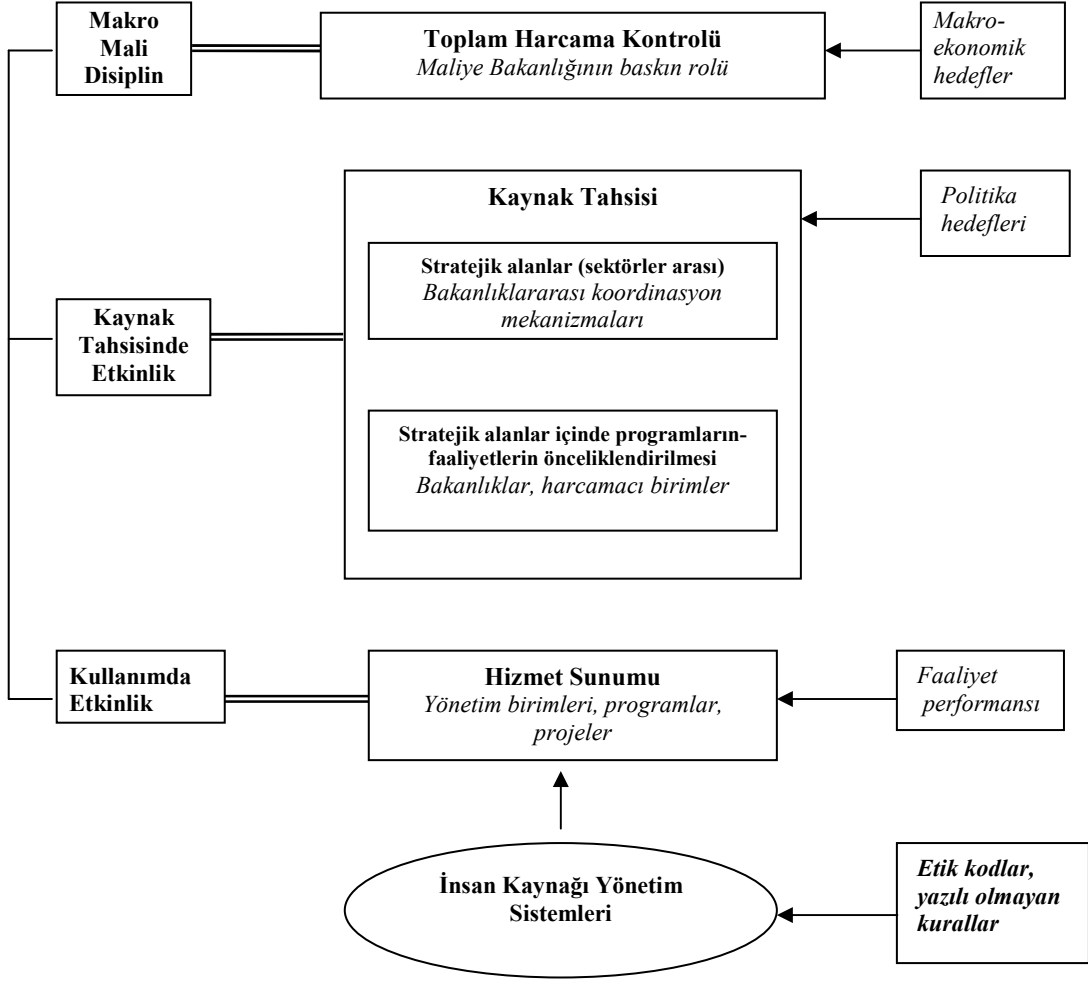 Makro
Mali
Disiplin
Toplam Harcama Kontrolü
Maliye Bakanlığının baskın rolü
Makro-
ekonomik
hedefler
Kaynak Tahsisi
Politika
hedefleri
Stratejik alanlar (sektörler arası)
Bakanlıklararası koordinasyon
mekanizmaları
Kaynak
Tahsisinde
Etkinlik
Stratejik alanlar içinde programların-
faaliyetlerin önceliklendirilmesi
Bakanlıklar, harcamacı birimler
Kullanımda
Etkinlik
Hizmet Sunumu
Yönetim birimleri, programlar,
projeler
Faaliyet
performansı
İnsan Kaynağı Yönetim
Sistemleri
Etik kodlar,
yazılı olmayan
kurallar